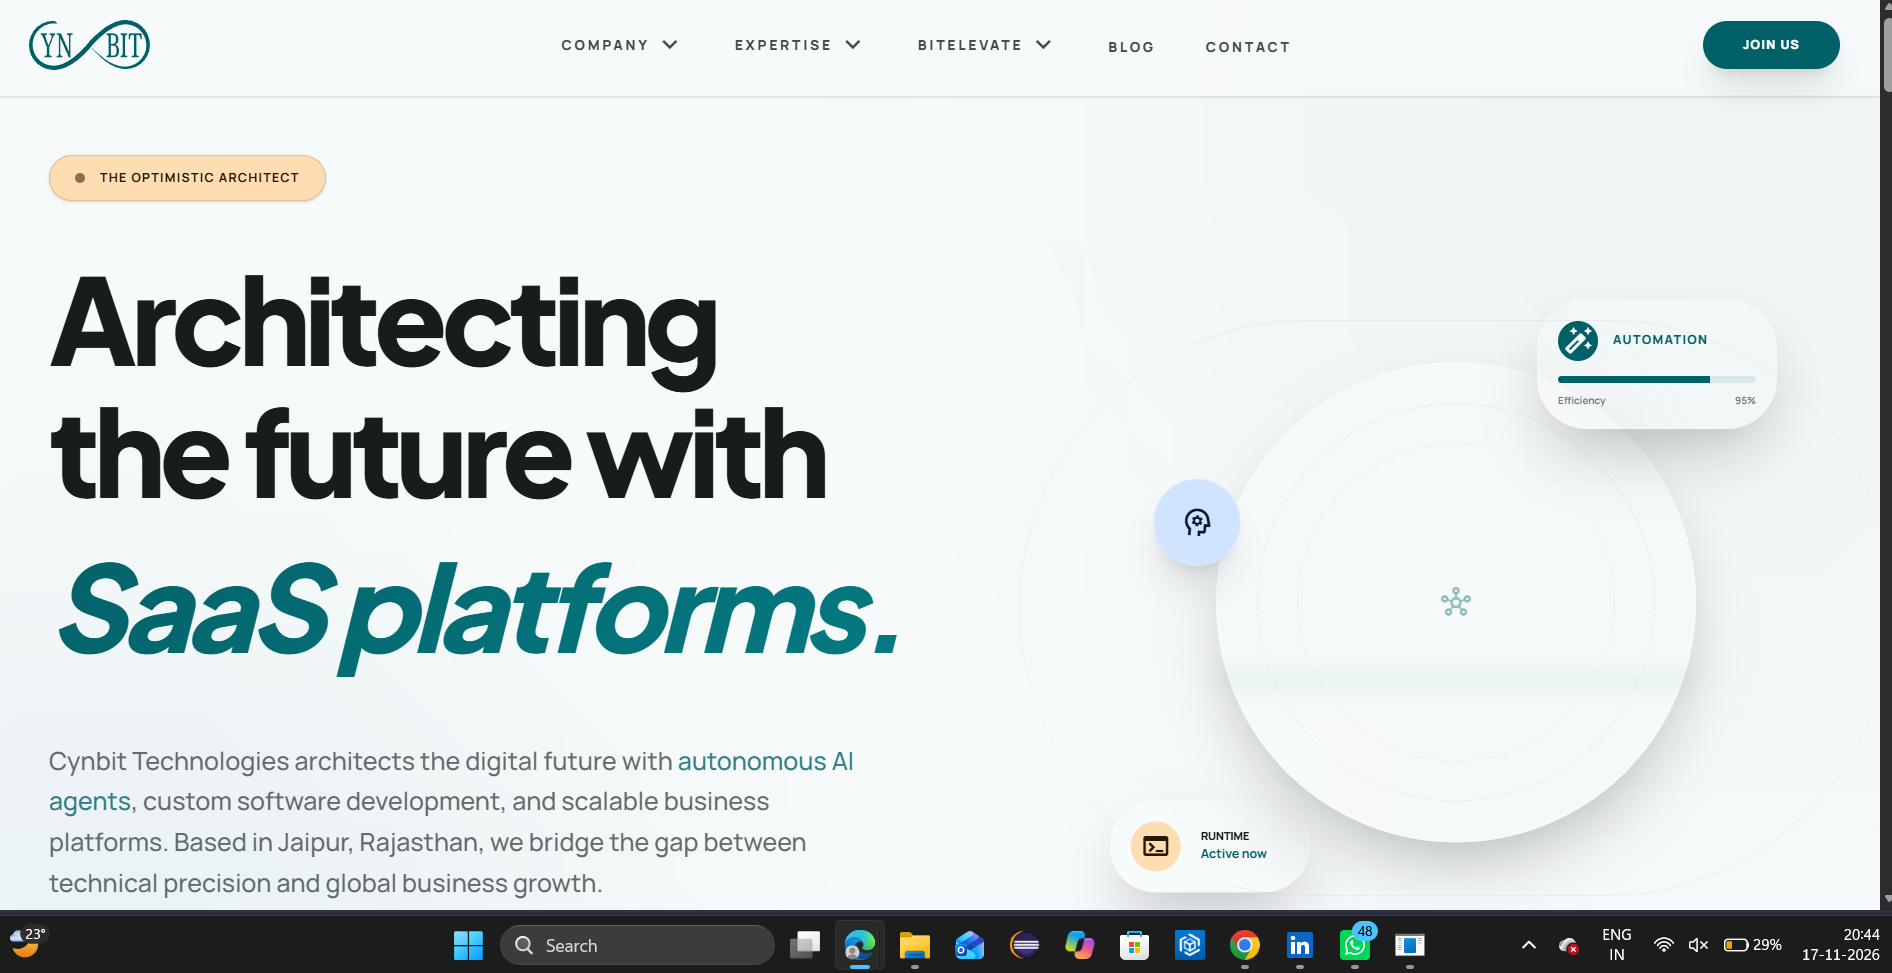 YN BIT
COMPANY
EXPERTISE
BITELEVATE
BLOG
CONTACT
JOIN US
THE OPTIMISTIC ARCHITECT
Architecting
the future with
SaaS platforms.
Cynbit Technologies architects the digital future with autonomous AI
agents, custom software development, and scalable business
platforms. Based in Jaipur, Rajasthan, we bridge the gap between
technical precision and global business growth.
AUTOMATION
Efficiency 95%
RUNTIME
Active now
23°
Search
48
ENG
IN
29%
20:44
17-11-2026